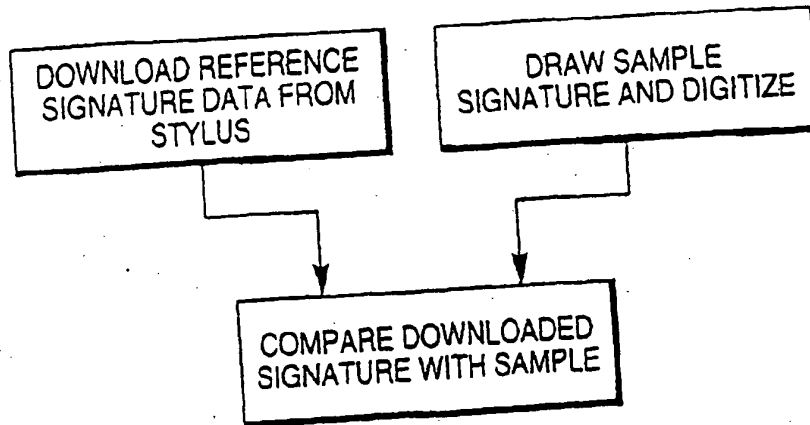 DOWNLOAD REFERENCE
SIGNATURE DATA FROM
STYLUS
DRAW SAMPLE
SIGNATURE AND DIGITIZE
COMPARE DOWNLOADED
SIGNATURE WITH SAMPLE